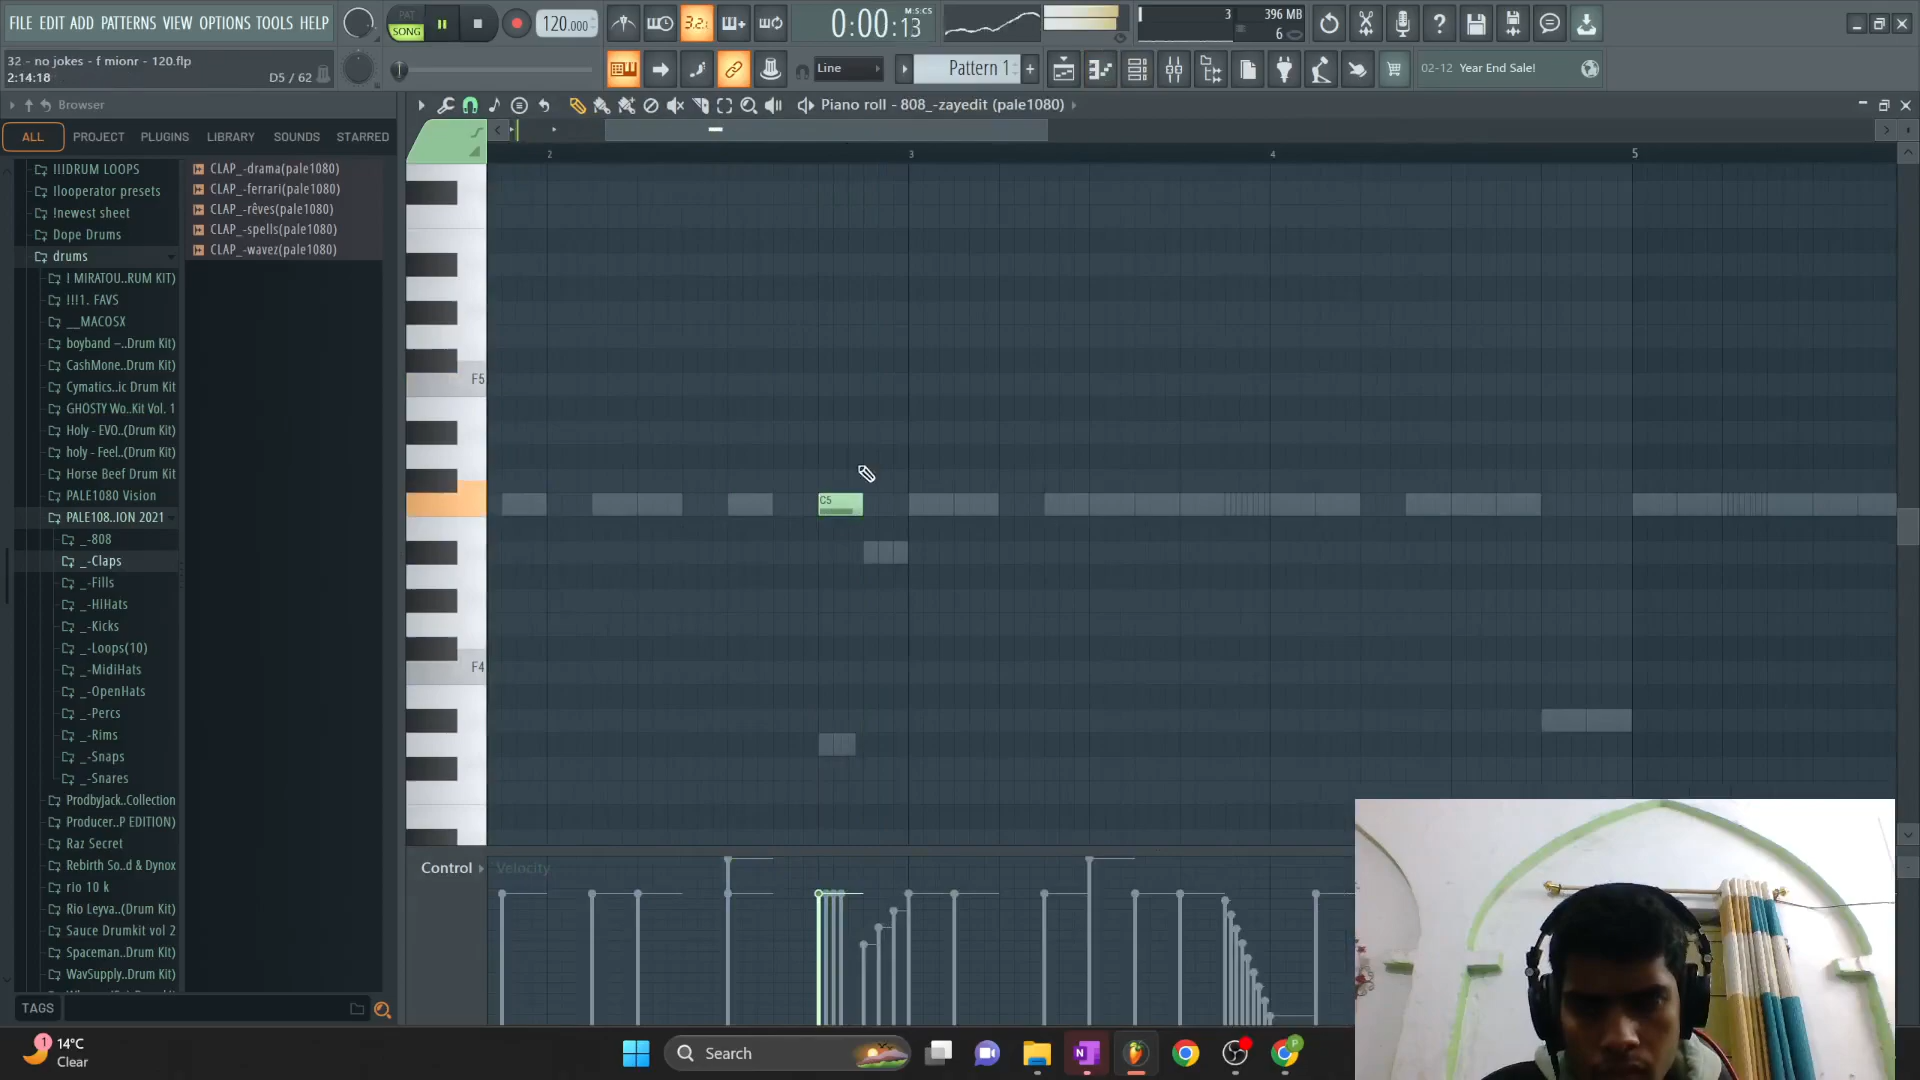 FILE EDIT ADD PATTERNS VIEW OPTIONS TOOLS HELP
PAT
SONG
120.000
3.2:
0:00:13
M:S:CS
3
396 MB
6
32 - no jokes - f mionr - 120.flp
2:14:18
D5 / 62
Line
Pattern 1
02-12 Year End Sale!
Browser
Piano roll - 808_-zayedit (pale1080)
ALL
PROJECT
PLUGINS
LIBRARY
SOUNDS
STARRED
!!!DRUM LOOPS
!looperator presets
!newest sheet
Dope Drums
drums
! MIRATOU..RUM KIT)
!!!1. FAVS
__MACOSX
boyband –..Drum Kit)
CashMone..Drum Kit)
Cymatics..ic Drum Kit
GHOSTY Wo..Kit Vol. 1
Holy - EVO..(Drum Kit)
holy - Feel..(Drum Kit)
Horse Beef Drum Kit
PALE1080 Vision
PALE108..ION 2021
_-808
_-Claps
_-Fills
_-HiHats
_-Kicks
_-Loops(10)
_-MidiHats
_-OpenHats
_-Percs
_-Rims
_-Snaps
_-Snares
ProdbyJack..Collection
Producer..P EDITION)
Raz Secret
Rebirth So..d & Dynox
rio 10 k
Rio Leyva..(Drum Kit)
Sauce Drumkit vol 2
Spaceman..Drum Kit)
WavSupply..Drum Kit)
CLAP_-drama(pale1080)
CLAP_-ferrari(pale1080)
CLAP_-rêves(pale1080)
CLAP_-spells(pale1080)
CLAP_-wavez(pale1080)
2
3
4
5
F5
C5
F4
Control
Velocity
TAGS
1
14°C
Clear
Search
P